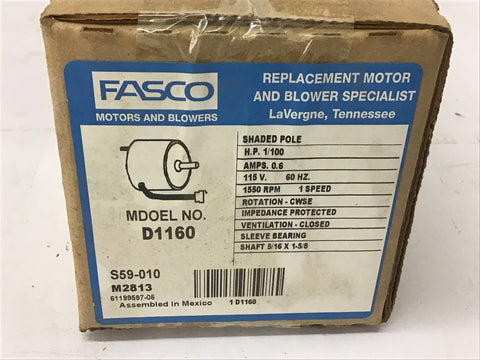 FASCO
MOTORS AND BLOWERS
REPLACEMENT MOTOR
AND BLOWER SPECIALIST
LaVergne, Tennessee
MDOEL NO.
D1160
SHADED POLE
H.P. 1/100
AMPS. 0.6
115 V. 60 HZ.
1550 RPM 1 SPEED
ROTATION - CWSE
IMPEDANCE PROTECTED
VENTILATION - CLOSED
SLEEVE BEARING
SHAFT 5/16 X 1-5/8
S59-010
M2813
61199597-06
Assembled In Mexico
1 D1160